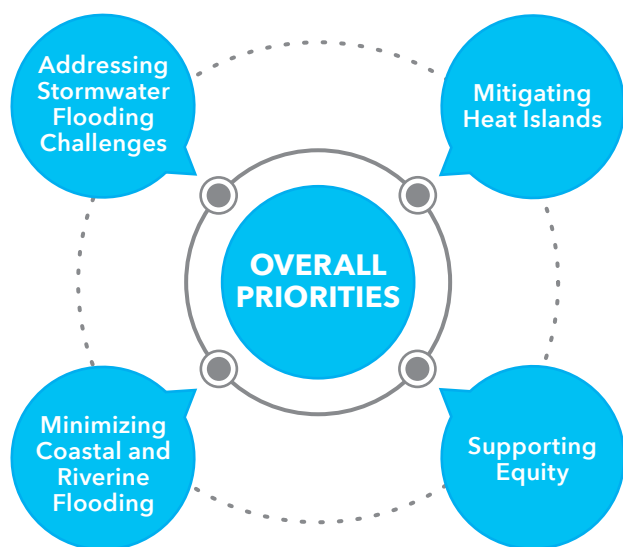 Addressing
Stormwater
Flooding
Challenges
Mitigating
Heat Islands
OVERALL
PRIORITIES
Minimizing
Coastal and
Riverine
Flooding
Supporting
Equity